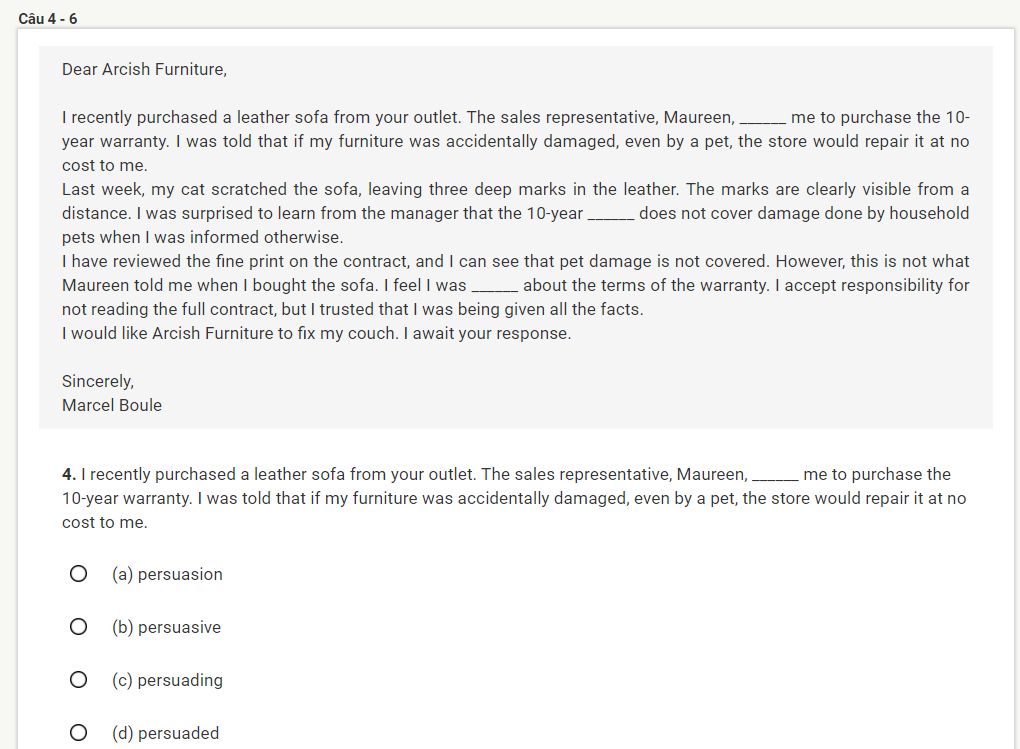 Câu 4 - 6
Dear Arcish Furniture,
I recently purchased a leather sofa from your outlet. The sales representative, Maureen, ______ me to purchase the 10-
year warranty. I was told that if my furniture was accidentally damaged, even by a pet, the store would repair it at no
cost to me.
Last week, my cat scratched the sofa, leaving three deep marks in the leather. The marks are clearly visible from a
distance. I was surprised to learn from the manager that the 10-year ______ does not cover damage done by household
pets when I was informed otherwise.
I have reviewed the fine print on the contract, and I can see that pet damage is not covered. However, this is not what
Maureen told me when I bought the sofa. I feel I was ______ about the terms of the warranty. I accept responsibility for
not reading the full contract, but I trusted that I was being given all the facts.
I would like Arcish Furniture to fix my couch. I await your response.
Sincerely,
Marcel Boule
4. I recently purchased a leather sofa from your outlet. The sales representative, Maureen, ______ me to purchase the
10-year warranty. I was told that if my furniture was accidentally damaged, even by a pet, the store would repair it at no
cost to me.
(a) persuasion
(b) persuasive
(c) persuading
(d) persuaded